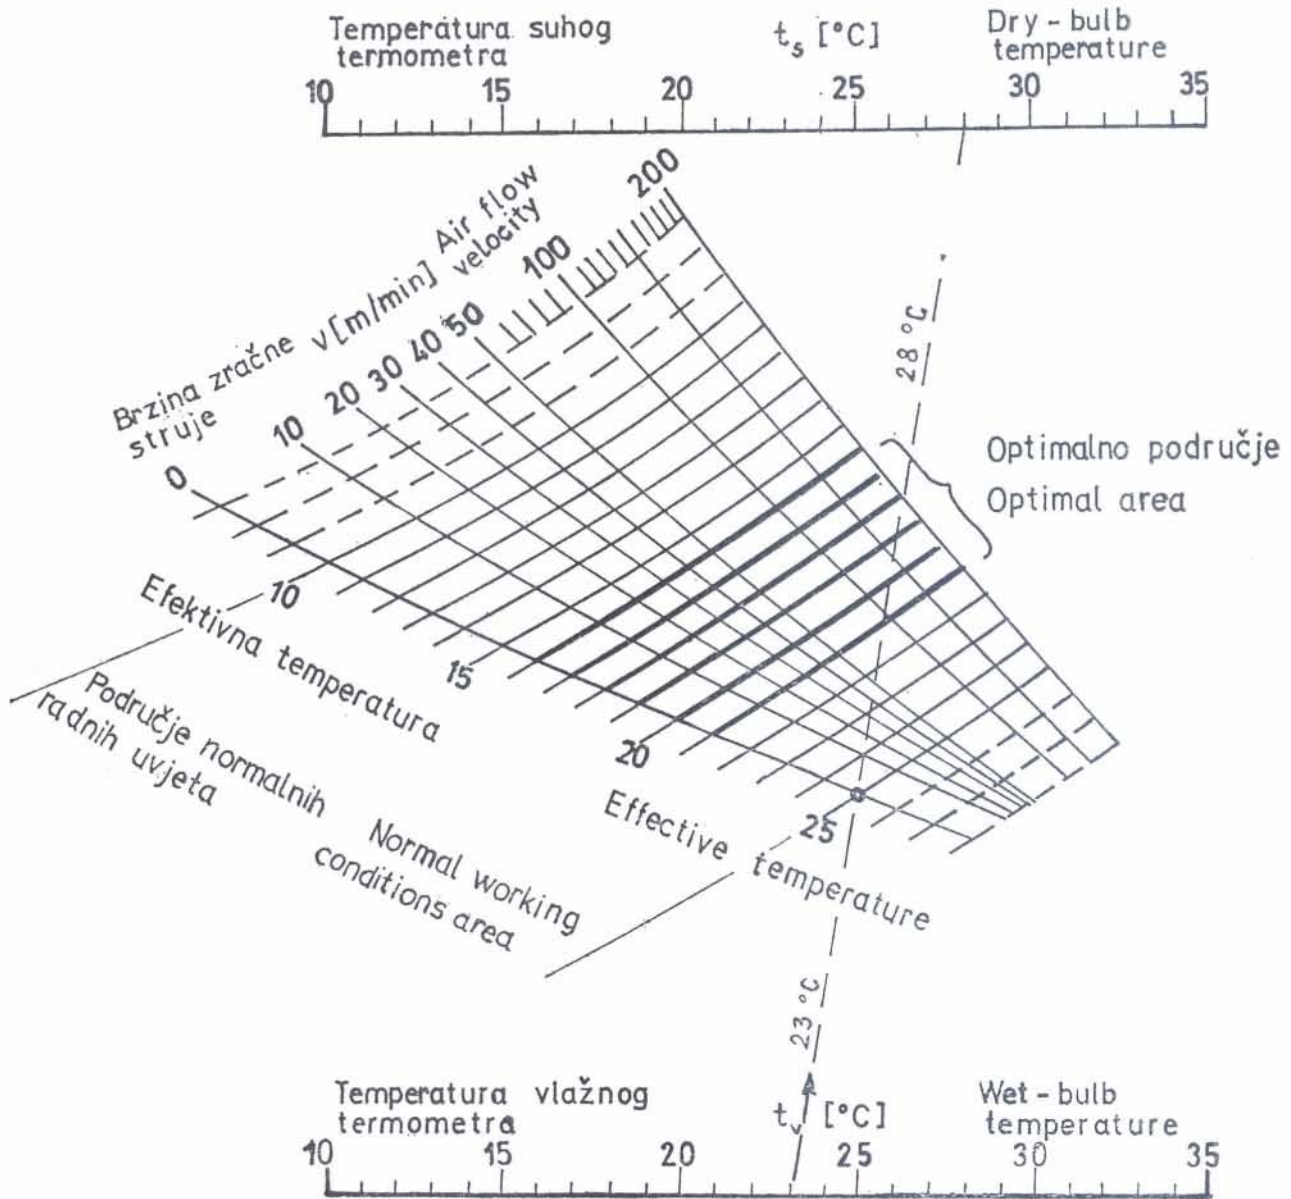 Temperatura suhog
termometra
t_s [°C]
Dry - bulb
temperature
10 15 20 25 30 35
Brzina zračne v [m/min] Air flow
struje velocity
0 10 20 30 40 50 100 200
28 °C
Optimalno područje
Optimal area
10 15 20 25
Efektivna temperatura
Effective temperature
Područje normalnih
radnih uvjeta
Normal working
conditions area
23 °C
Temperatura vlažnog
termometra
t_v [°C]
Wet - bulb
temperature
10 15 20 25 30 35